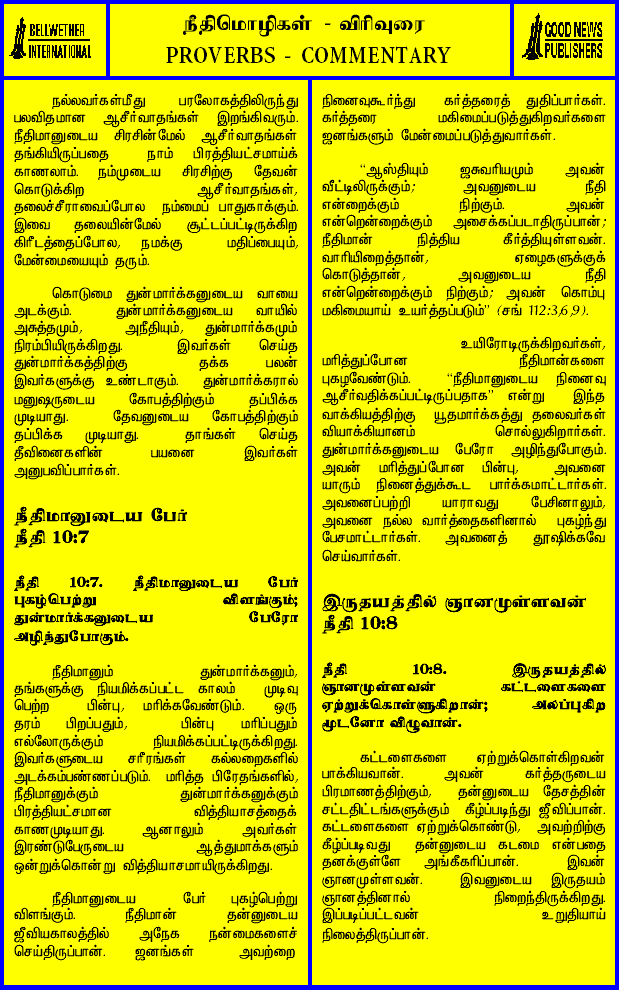 BELLWETHER
INTERNATIONAL
நீதிமொழிகள் - விரிவுரை
PROVERBS - COMMENTARY
GOOD NEWS
PUBLISHERS
நல்லவர்கள்மீது பரலோகத்திலிருந்து
பலவிதமான ஆசீர்வாதங்கள் இறங்கிவரும்.
நீதிமானுடைய சிரசின்மேல் ஆசீர்வாதங்கள்
தங்கியிருப்பதை நாம் பிரத்தியட்சமாய்க்
காணலாம். நம்முடைய சிரசிற்கு தேவன்
கொடுக்கிற ஆசீர்வாதங்கள்,
தலைச்சீராவைப்போல நம்மைப் பாதுகாக்கும்.
இவை தலையின்மேல் சூட்டப்பட்டிருக்கிற
கிரீடத்தைப்போல, நமக்கு மதிப்பையும்,
மேன்மையையும் தரும்.
கொடுமை துன்மார்க்கனுடைய வாயை
அடக்கும். துன்மார்க்கனுடைய வாயில்
அசுத்தமும், அநீதியும், துன்மார்க்கமும்
நிரம்பியிருக்கிறது. இவர்கள் செய்த
துன்மார்க்கத்திற்கு தக்க பலன்
இவர்களுக்கு உண்டாகும். துன்மார்க்கரால்
மனுஷருடைய கோபத்திற்கும் தப்பிக்க
முடியாது. தேவனுடைய கோபத்திற்கும்
தப்பிக்க முடியாது. தாங்கள் செய்த
தீவினைகளின் பயனை இவர்கள்
அனுபவிப்பார்கள்.
நீதிமானுடைய பேர்
நீதி 10:7
நீதி 10:7. நீதிமானுடைய பேர்
புகழ்பெற்று விளங்கும்;
துன்மார்க்கனுடைய பேரோ
அழிந்துபோகும்.
நீதிமானும் துன்மார்க்கனும்,
தங்களுக்கு நியமிக்கப்பட்ட காலம் முடிவு
பெற்ற பின்பு, மரிக்கவேண்டும். ஒரு
தரம் பிறப்பதும், பின்பு மரிப்பதும்
எல்லோருக்கும் நியமிக்கப்பட்டிருக்கிறது.
இவர்களுடைய சரீரங்கள் கல்லறைகளில்
அடக்கம்பண்ணப்படும். மரித்த பிரேதங்களில்,
நீதிமானுக்கும் துன்மார்க்கனுக்கும்
பிரத்தியட்சமான வித்தியாசத்தைக்
காணமுடியாது. ஆனாலும் அவர்கள்
இரண்டுபேருடைய ஆத்துமாக்களும்
ஒன்றுக்கொன்று வித்தியாசமாயிருக்கிறது.
நீதிமானுடைய பேர் புகழ்பெற்று
விளங்கும். நீதிமான் தன்னுடைய
ஜீவியகாலத்தில் அநேக நன்மைகளைச்
செய்திருப்பான். ஜனங்கள் அவற்றை
நினைவுகூர்ந்து கர்த்தரைத் துதிப்பார்கள்.
கர்த்தரை மகிமைப்படுத்துகிறவர்களை
ஜனங்களும் மேன்மைப்படுத்துவார்கள்.
“ஆஸ்தியும் ஐசுவரியமும் அவன்
வீட்டிலிருக்கும்; அவனுடைய நீதி
என்றைக்கும் நிற்கும். அவன்
என்றென்றைக்கும் அசைக்கப்படாதிருப்பான்;
நீதிமான் நித்திய கீர்த்தியுள்ளவன்.
வாரியிறைத்தான், ஏழைகளுக்குக்
கொடுத்தான், அவனுடைய நீதி
என்றென்றைக்கும் நிற்கும்; அவன் கொம்பு
மகிமையாய் உயர்த்தப்படும்” (சங் 112:3,6,9).
உயிரோடிருக்கிறவர்கள்,
மரித்துப்போன நீதிமான்களை
புகழவேண்டும். “நீதிமானுடைய நினைவு
ஆசீர்வதிக்கப்பட்டிருப்பதாக” என்று இந்த
வாக்கியத்திற்கு யூதமார்க்கத்து தலைவர்கள்
வியாக்கியானம் சொல்லுகிறார்கள்.
துன்மார்க்கனுடைய பேரோ அழிந்துபோகும்.
அவன் மரித்துப்போன பின்பு, அவனை
யாரும் நினைத்துக்கூட பார்க்கமாட்டார்கள்.
அவனைப்பற்றி யாராவது பேசினாலும்,
அவனை நல்ல வார்த்தைகளினால் புகழ்ந்து
பேசமாட்டார்கள். அவனைத் தூஷிக்கவே
செய்வார்கள்.
இருதயத்தில் ஞானமுள்ளவன்
நீதி 10:8
நீதி 10:8. இருதயத்தில்
ஞானமுள்ளவன் கட்டளைகளை
ஏற்றுக்கொள்ளுகிறான்; அலப்புகிற
மூடனோ விழுவான்.
கட்டளைகளை ஏற்றுக்கொள்கிறவன்
பாக்கியவான். அவன் கர்த்தருடைய
பிரமாணத்திற்கும், தன்னுடைய தேசத்தின்
சட்டதிட்டங்களுக்கும் கீழ்ப்படிந்து ஜீவிப்பான்.
கட்டளைகளை ஏற்றுக்கொண்டு, அவற்றிற்கு
கீழ்ப்படிவது தன்னுடைய கடமை என்பதை
தனக்குள்ளே அங்கீகரிப்பான். இவன்
ஞானமுள்ளவன். இவனுடைய இருதயம்
ஞானத்தினால் நிறைந்திருக்கிறது.
இப்படிப்பட்டவன் உறுதியாய்
நிலைத்திருப்பான்.